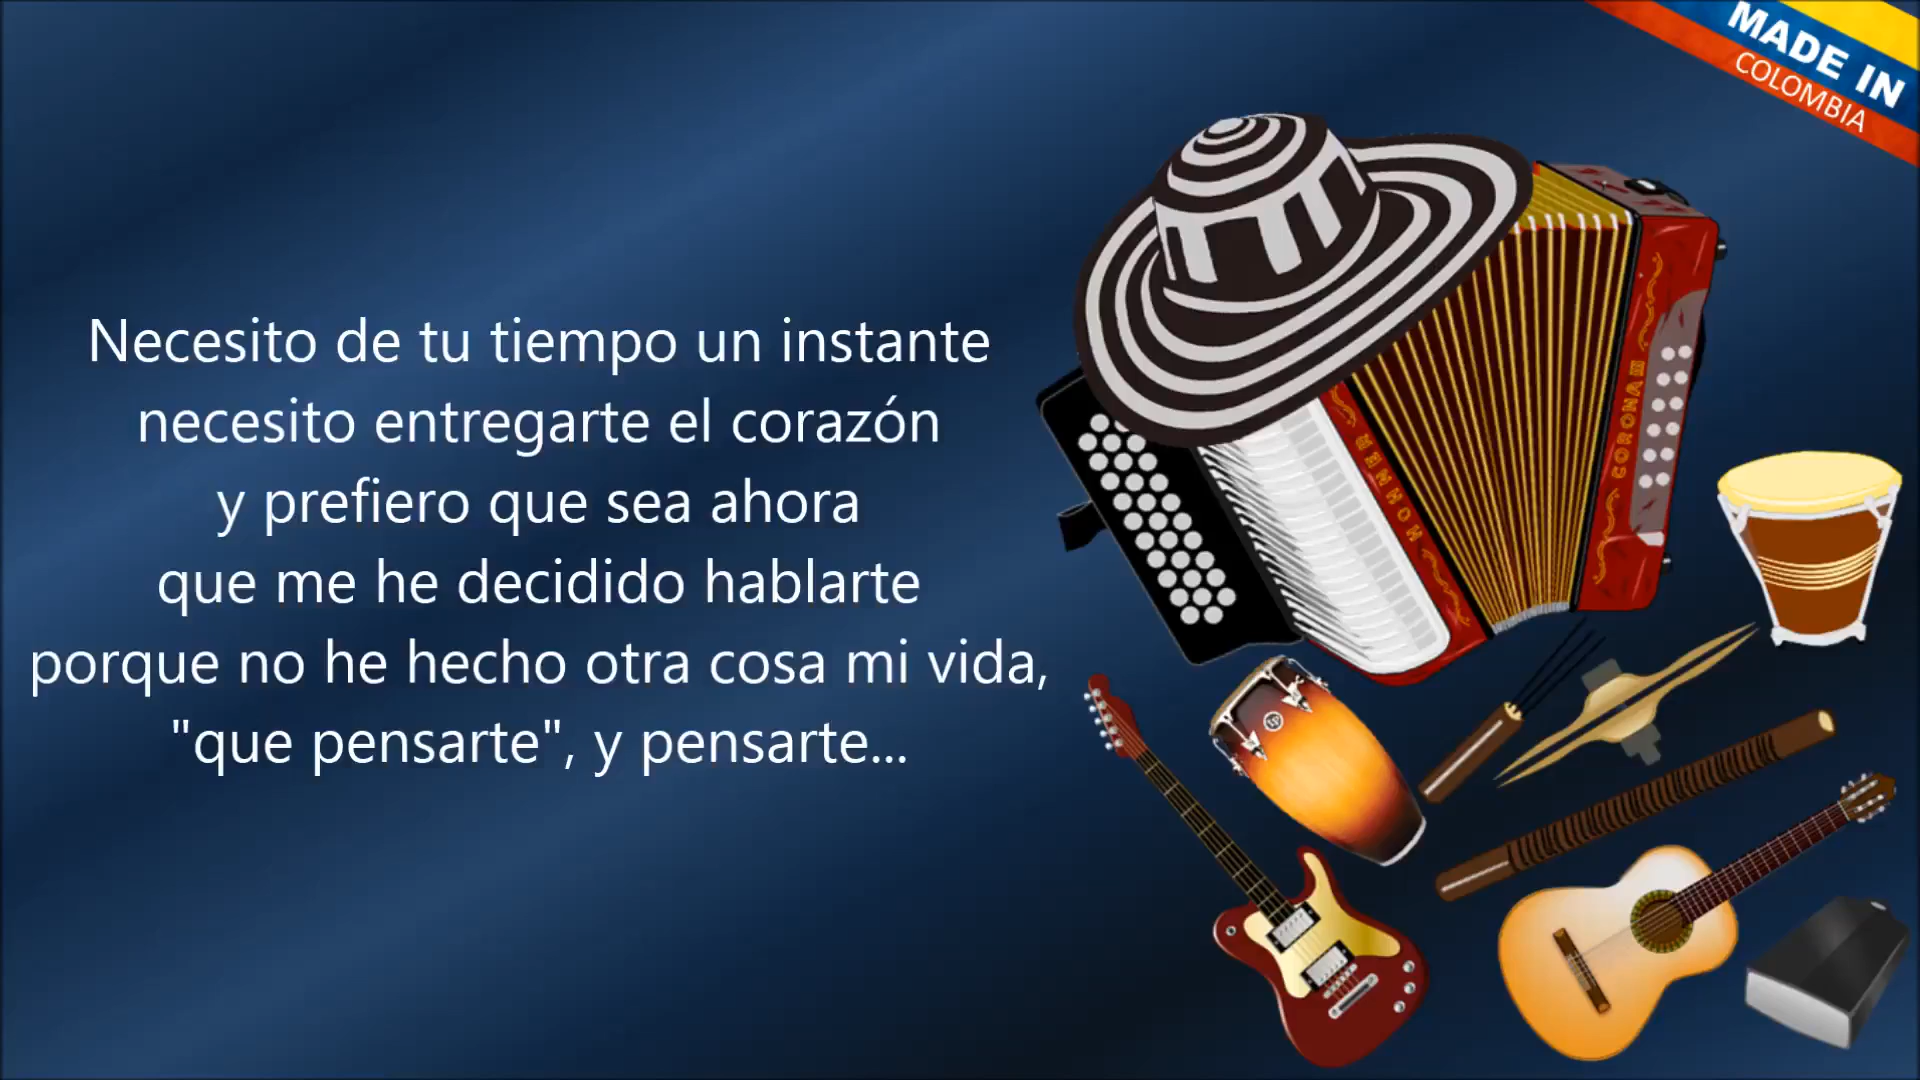 MADE IN
COLOMBIA
Necesito de tu tiempo un instante
necesito entregarte el corazón
y prefiero que sea ahora
que me he decidido hablarte
porque no he hecho otra cosa mi vida,
"que pensarte", y pensarte...
HOHNER
CORONA III
LP